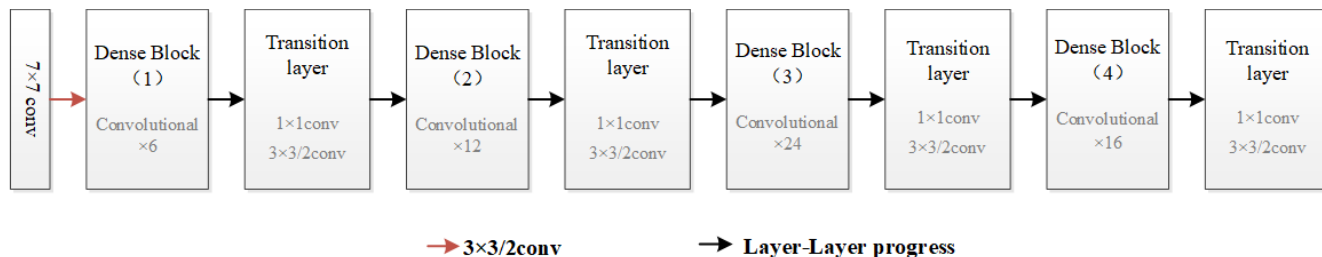 7×7 conv
Dense Block
（1）
Convolutional
×6
Transition
layer
1×1conv
3×3/2conv
Dense Block
（2）
Convolutional
×12
Transition
layer
1×1conv
3×3/2conv
Dense Block
（3）
Convolutional
×24
Transition
layer
1×1conv
3×3/2conv
Dense Block
（4）
Convolutional
×16
Transition
layer
1×1conv
3×3/2conv
3×3/2conv
Layer-Layer progress